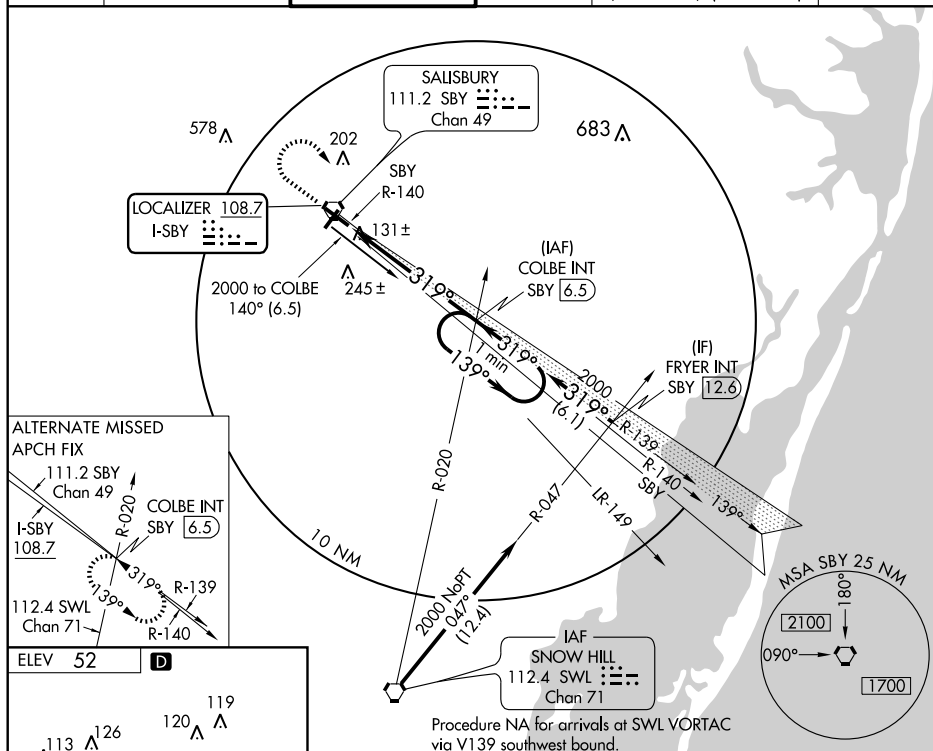 SALISBURY
111.2 SBY
Chan 49
578
202
683
SBY
R-140
LOCALIZER 108.7
I-SBY
131±
(IAF)
COLBE INT
SBY 6.5
2000 to COLBE
140° (6.5)
245±
319°
319°
1 min
139°
(IF)
FRYER INT
SBY 12.6
2000
319°
(6.1)
R-139
R-140
SBY
139°
R-020
R-047
LR-149
ALTERNATE MISSED
APCH FIX
111.2 SBY
Chan 49
R-020
COLBE INT
SBY 6.5
I-SBY
108.7
319°
139°
R-139
R-140
112.4 SWL
Chan 71
10 NM
2000 NoPT
047°
(12.4)
MSA SBY 25 NM
180°
2100
090°
1700
IAF
SNOW HILL
112.4 SWL
Chan 71
Procedure NA for arrivals at SWL VORTAC
via V139 southwest bound.
ELEV 52
D
119
120
126
113